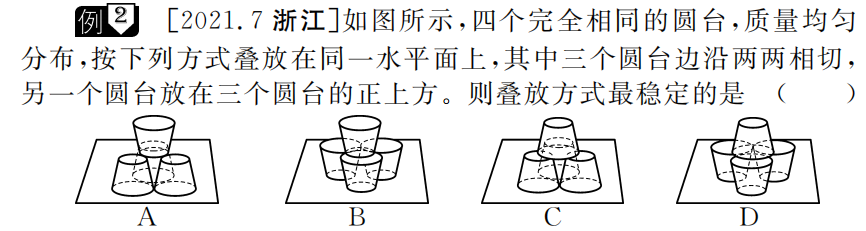 例2 [2021.7浙江]如图所示,四个完全相同的圆台,质量均匀
分布,按下列方式叠放在同一水平面上,其中三个圆台边沿两两相切,
另一个圆台放在三个圆台的正上方。则叠放方式最稳定的是 ( )
A B C D